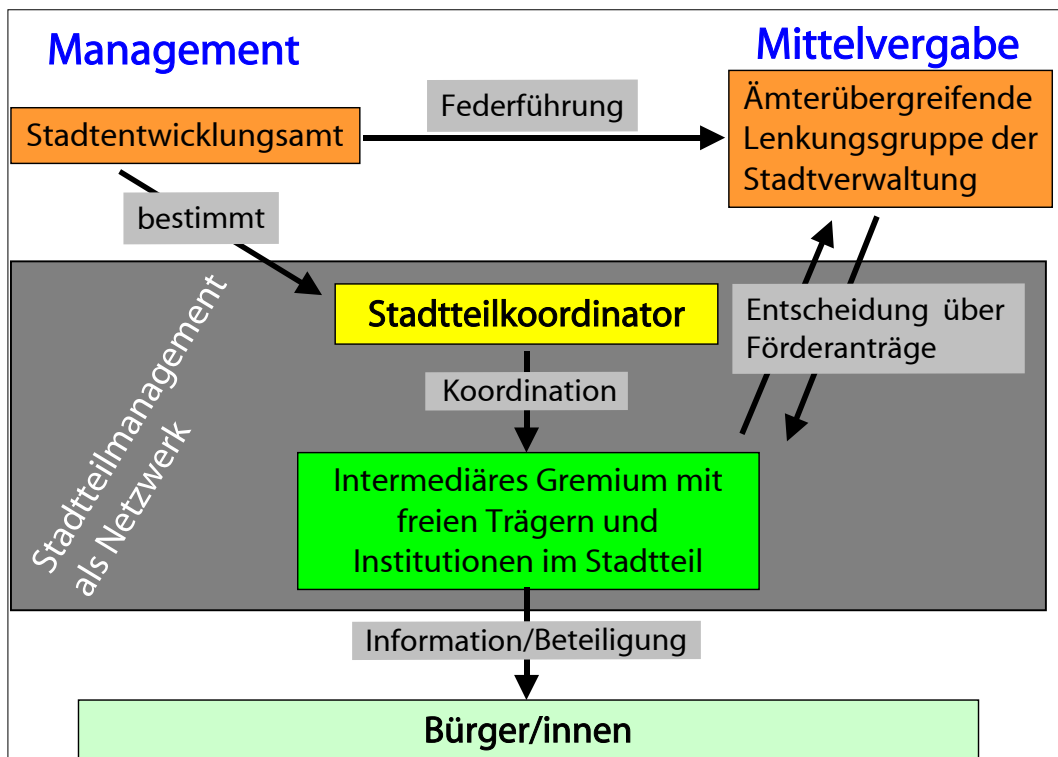 Management
Mittelvergabe
Stadtentwicklungsamt
Federführung
Ämterübergreifende
Lenkungsgruppe der
Stadtverwaltung
bestimmt
Stadtteilmanagement
als Netzwerk
Stadtteilkoordinator
Entscheidung über
Förderanträge
Koordination
Intermediäres Gremium mit
freien Trägern und
Institutionen im Stadtteil
Information/Beteiligung
Bürger/innen